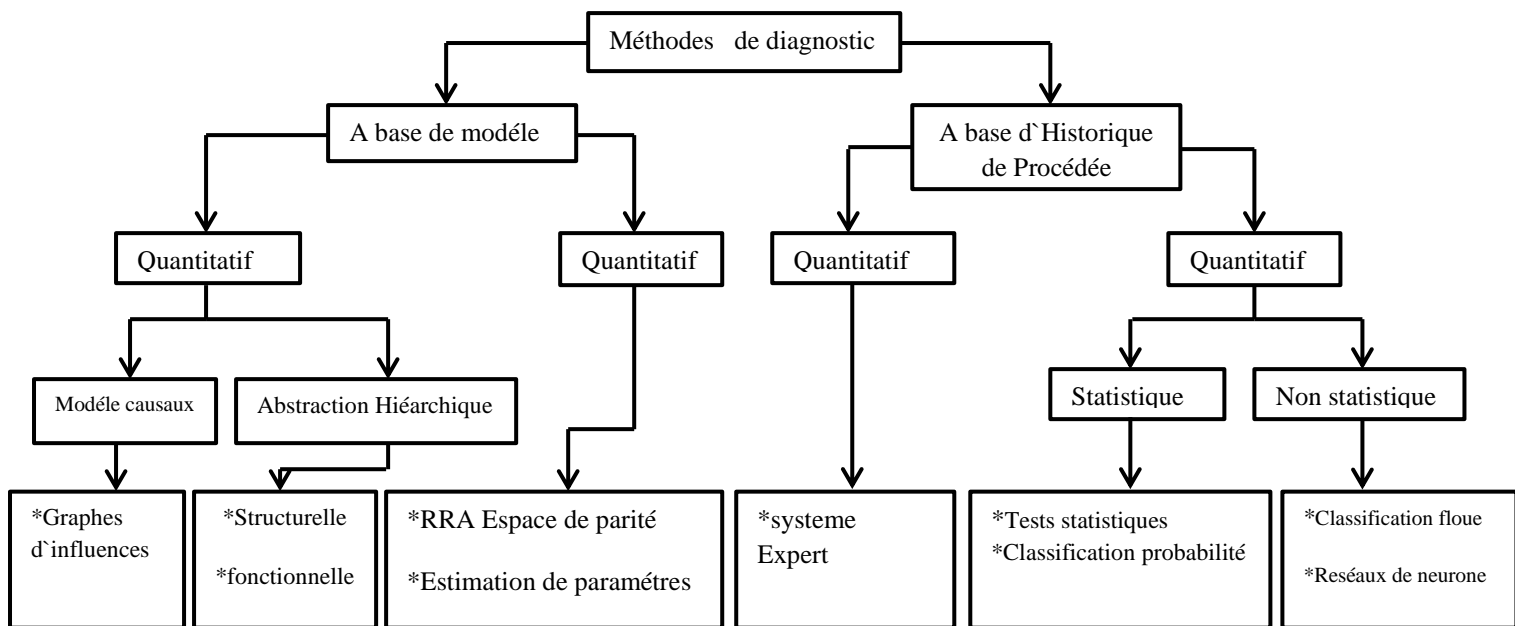 Méthodes de diagnostic
A base de modéle
A base d`Historique
de Procédée
Quantitatif
Quantitatif
Quantitatif
Quantitatif
Modéle causaux
Abstraction Hiéarchique
Statistique
Non statistique
*Graphes
d`influences
*Structurelle
*fonctionnelle
*RRA Espace de parité
*Estimation de paramétres
*systeme
Expert
*Tests statistiques
*Classification probabilité
*Classification floue
*Reséaux de neurone